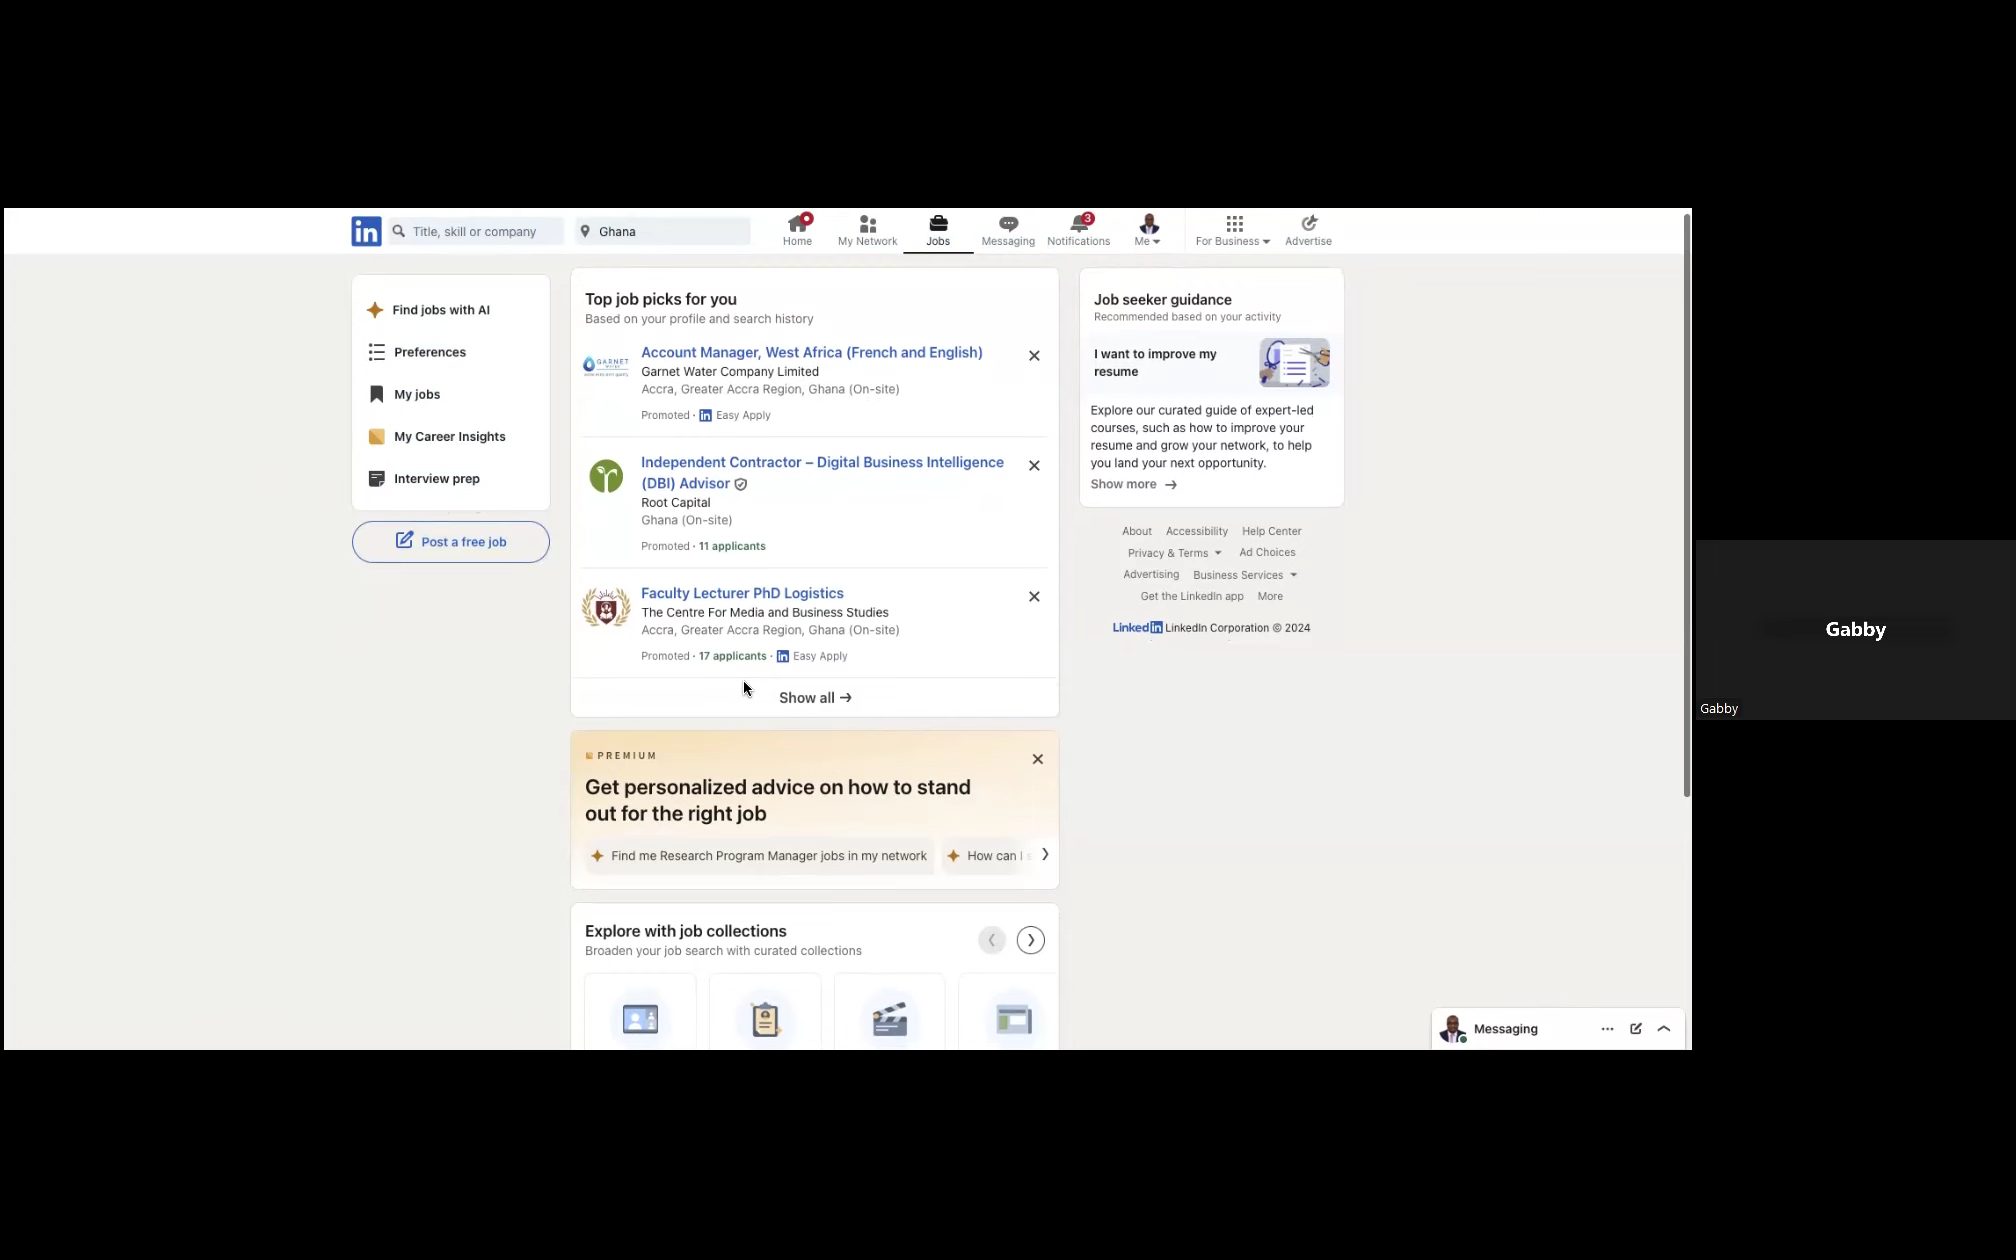 in
Title, skill or company
Ghana
Home
My Network
Jobs
Messaging
3
Notifications
Me
For Business
Advertise
Find jobs with AI
Preferences
My jobs
My Career Insights
Interview prep
Post a free job
Top job picks for you
Based on your profile and search history
GARNET
Account Manager, West Africa (French and English)
Garnet Water Company Limited
Accra, Greater Accra Region, Ghana (On-site)
Promoted · in Easy Apply
Independent Contractor – Digital Business Intelligence
(DBI) Advisor
Root Capital
Ghana (On-site)
Promoted · 11 applicants
Faculty Lecturer PhD Logistics
The Centre For Media and Business Studies
Accra, Greater Accra Region, Ghana (On-site)
Promoted · 17 applicants · in Easy Apply
Show all →
PREMIUM
Get personalized advice on how to stand
out for the right job
Find me Research Program Manager jobs in my network
How can I
Explore with job collections
Broaden your job search with curated collections
Job seeker guidance
Recommended based on your activity
I want to improve my
resume
Explore our curated guide of expert-led
courses, such as how to improve your
resume and grow your network, to help
you land your next opportunity.
Show more →
About Accessibility Help Center
Privacy & Terms Ad Choices
Advertising Business Services
Get the LinkedIn app More
LinkedIn LinkedIn Corporation © 2024
Messaging
Gabby
Gabby